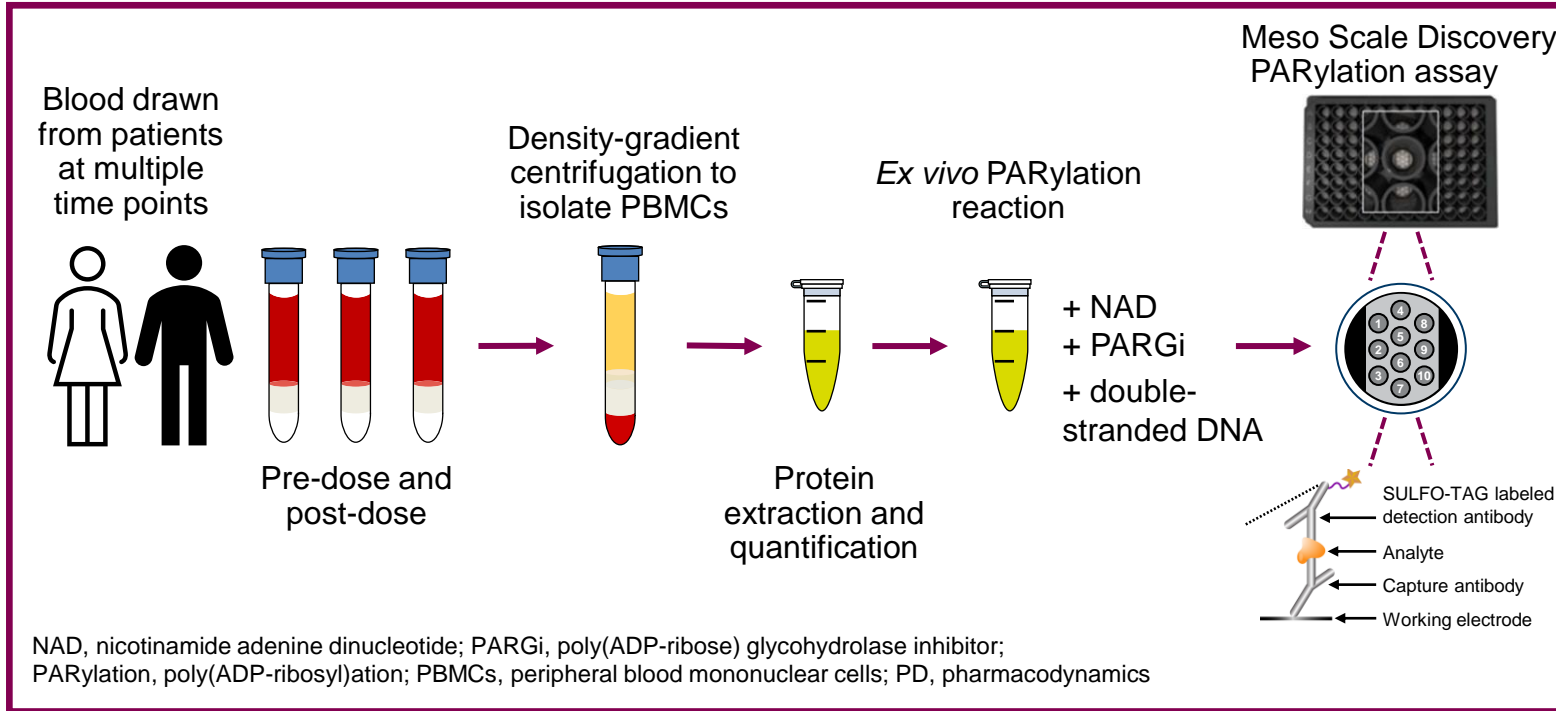 Blood drawn
from patients
at multiple
time points
Pre-dose and
post-dose
Density-gradient
centrifugation to
isolate PBMCs
Protein
extraction and
quantification
Ex vivo PARylation
reaction
+ NAD
+ PARGi
+ double-
stranded DNA
Meso Scale Discovery
PARylation assay
4
1
8
5
2
9
6
3
10
7
SULFO-TAG labeled
detection antibody
Analyte
Capture antibody
Working electrode
NAD, nicotinamide adenine dinucleotide; PARGi, poly(ADP-ribose) glycohydrolase inhibitor;
PARylation, poly(ADP-ribosyl)ation; PBMCs, peripheral blood mononuclear cells; PD, pharmacodynamics